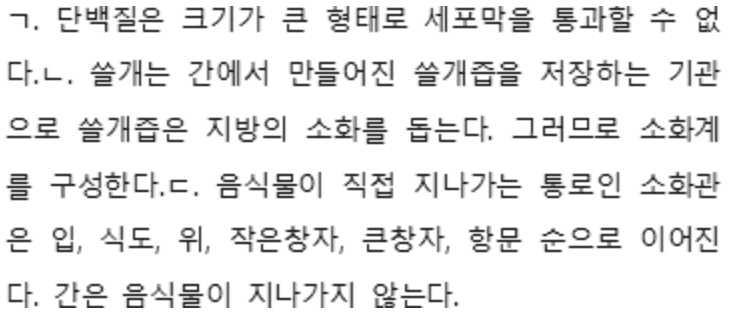 ㄱ. 단백질은 크기가 큰 형태로 세포막을 통과할 수 없
다.ㄴ. 쓸개는 간에서 만들어진 쓸개즙을 저장하는 기관
으로 쓸개즙은 지방의 소화를 돕는다. 그러므로 소화계
를 구성한다.ㄷ. 음식물이 직접 지나가는 통로인 소화관
은 입, 식도, 위, 작은창자, 큰창자, 항문 순으로 이어진
다. 간은 음식물이 지나가지 않는다.